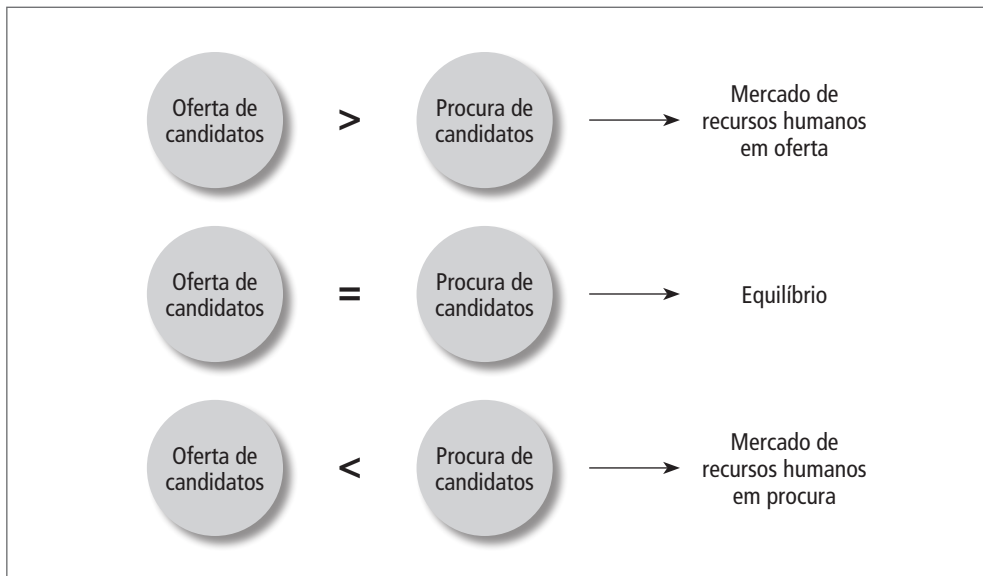 Oferta de
candidatos
>
Procura de
candidatos
Mercado de
recursos humanos
em oferta
Oferta de
candidatos
=
Procura de
candidatos
Equilíbrio
Oferta de
candidatos
<
Procura de
candidatos
Mercado de
recursos humanos
em procura